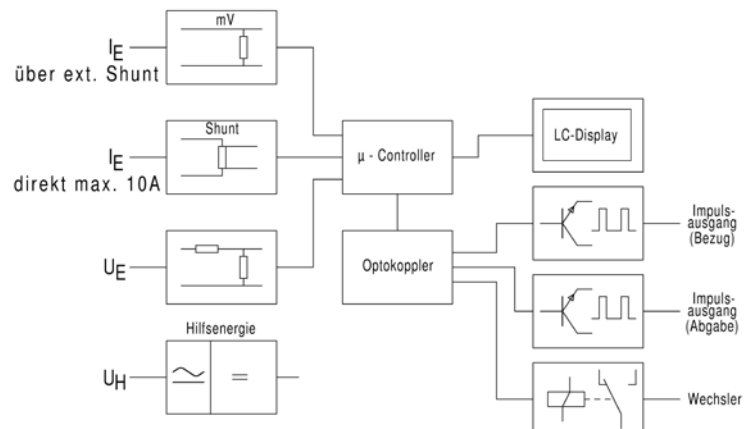 mV
I_E
über ext. Shunt
Shunt
I_E
direkt max. 10A
U_E
Hilfsenergie
U_H
µ - Controller
Optokoppler
LC-Display
Impuls-
ausgang
(Bezug)
Impuls-
ausgang
(Abgabe)
Wechsler